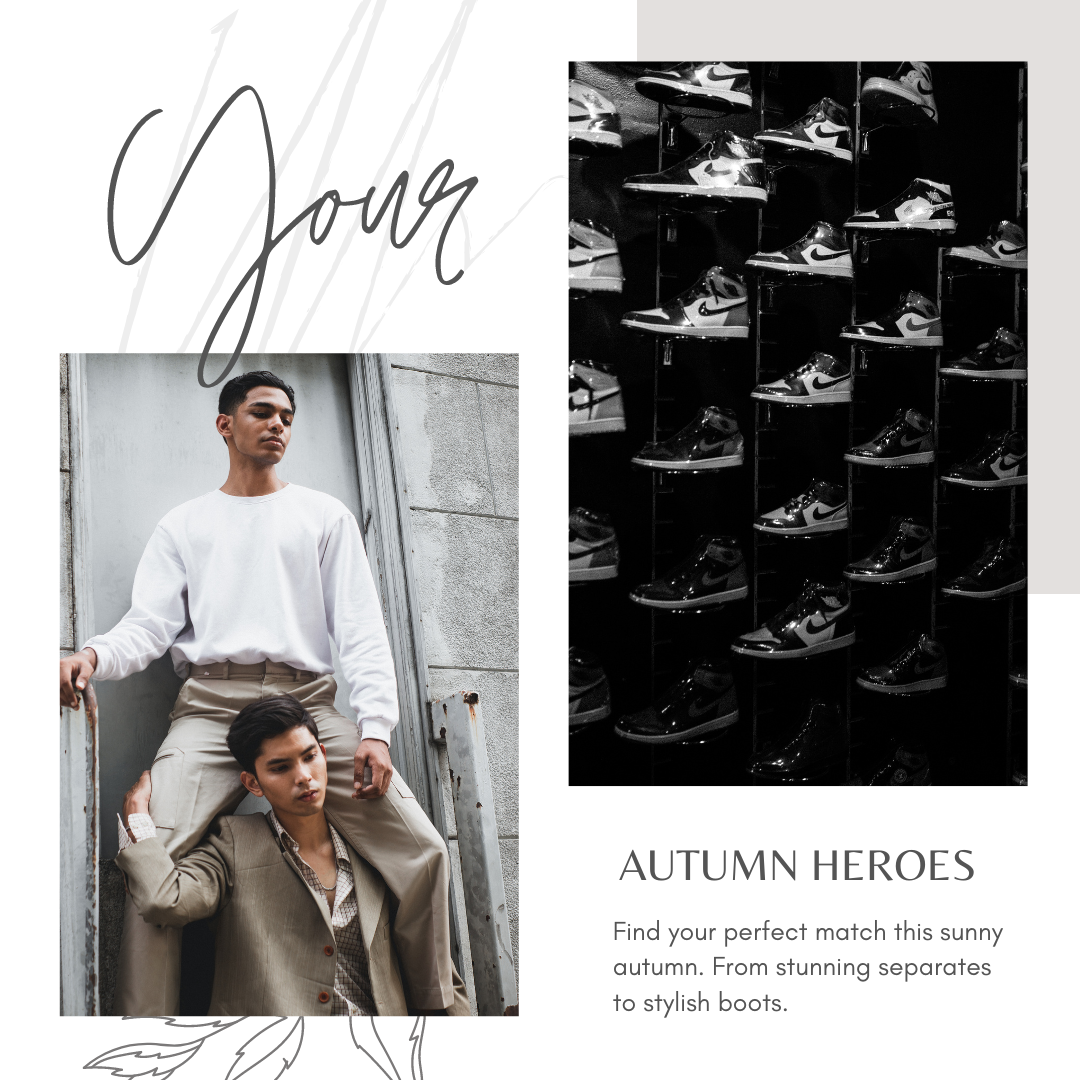 Your
AUTUMN HEROES
Find your perfect match this sunny
autumn. From stunning separates
to stylish boots.